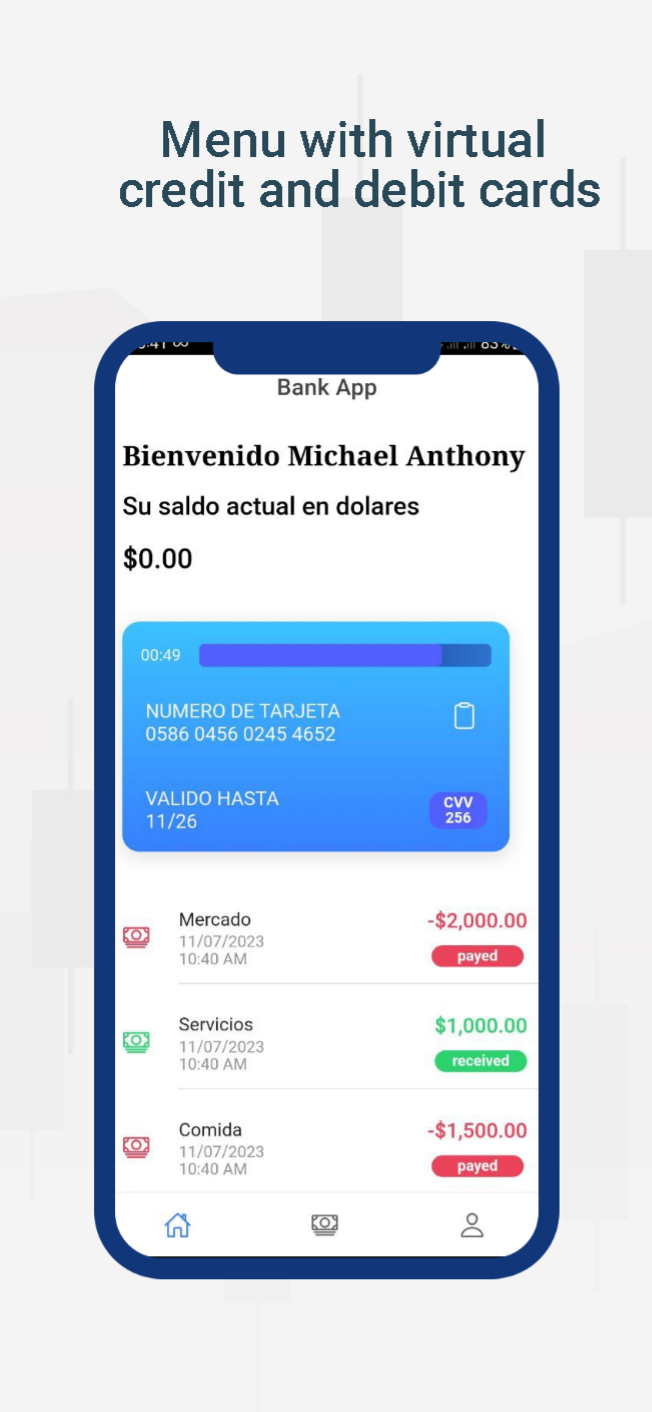 Menu with virtual
credit and debit cards
Bank App
Bienvenido Michael Anthony
Su saldo actual en dolares
$0.00
00:49
NUMERO DE TARJETA
0586 0456 0245 4652
VALIDO HASTA
11/26
CVV
256
Mercado
11/07/2023
10:40 AM
-$2,000.00
payed
Servicios
11/07/2023
10:40 AM
$1,000.00
received
Comida
11/07/2023
10:40 AM
-$1,500.00
payed